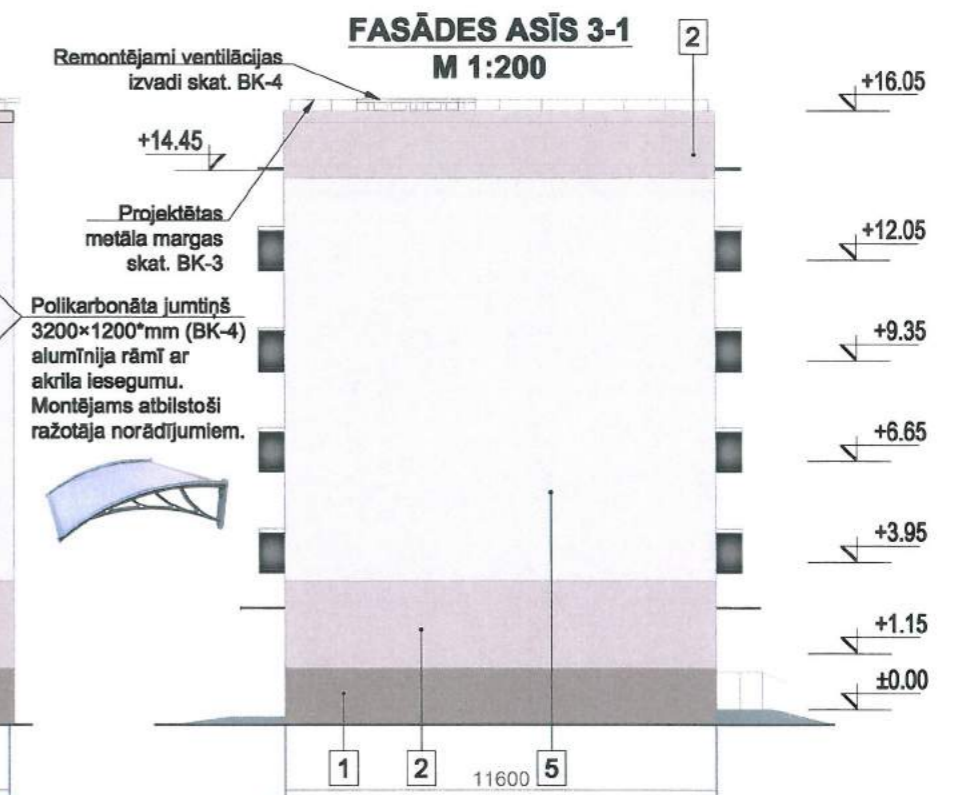 FASĀDES ASĪS 3-1
M 1:200
2
Remontējami ventilācijas
izvadi skat. BK-4
+16.05
+14.45
Projektētas
metāla margas
skat. BK-3
+12.05
Polikarbonāta jumtiņš
3200×1200*mm (BK-4)
alumīnija rāmī ar
akrila iesegumu.
Montējams atbilstoši
ražotāja norādījumiem.
+9.35
+6.65
+3.95
+1.15
±0.00
1
2
5
11600